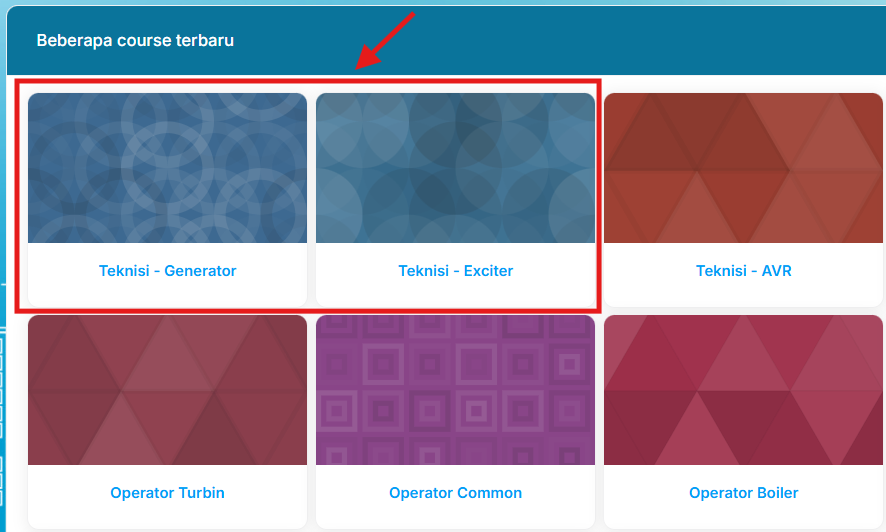 Beberapa course terbaru
Teknisi - Generator
Teknisi - Exciter
Teknisi - AVR
Operator Turbin
Operator Common
Operator Boiler